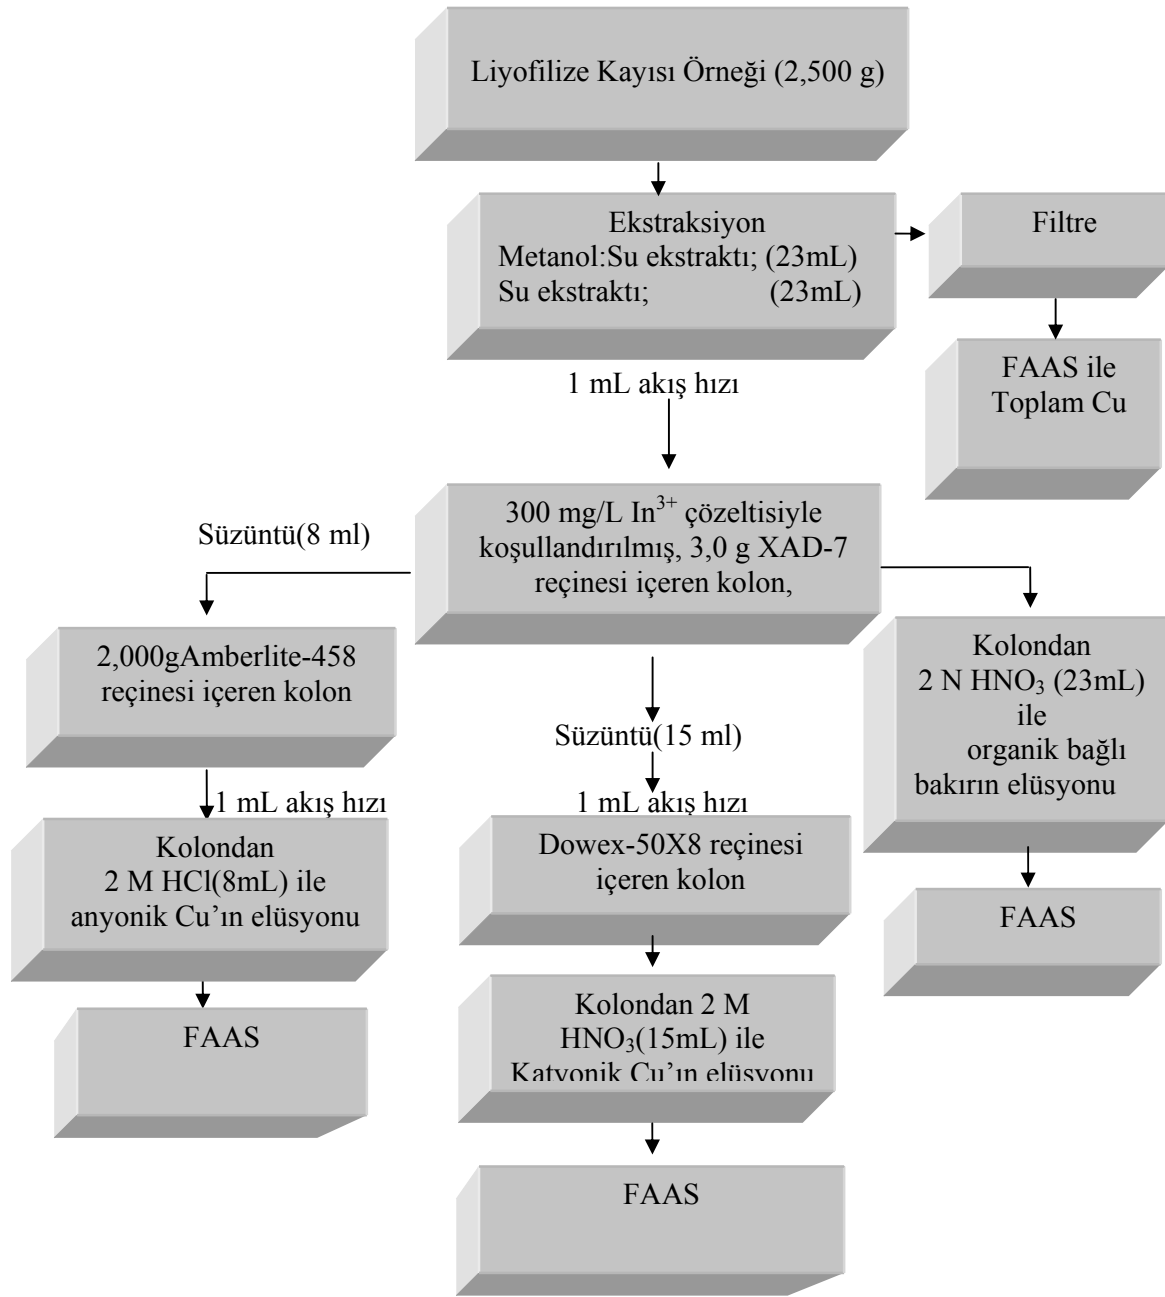 Liyofilize Kayısı Örneği (2,500 g)
Ekstraksiyon
Metanol:Su ekstraktı; (23mL)
Su ekstraktı; (23mL)
Filtre
FAAS ile
Toplam Cu
1 mL akış hızı
300 mg/L In³⁺ çözeltisiyle
koşullandırılmış, 3,0 g XAD-7
reçinesi içeren kolon,
Süzüntü(8 ml)
2,000gAmberlite-458
reçinesi içeren kolon
1 mL akış hızı
Kolondan
2 M HCl(8mL) ile
anyonik Cu’ın elüsyonu
FAAS
Süzüntü(15 ml)
1 mL akış hızı
Dowex-50X8 reçinesi
içeren kolon
Kolondan 2 M
HNO₃(15mL) ile
Katyonik Cu’ın elüsyonu
FAAS
Kolondan
2 N HNO₃ (23mL)
ile
organik bağlı
bakırın elüsyonu
FAAS